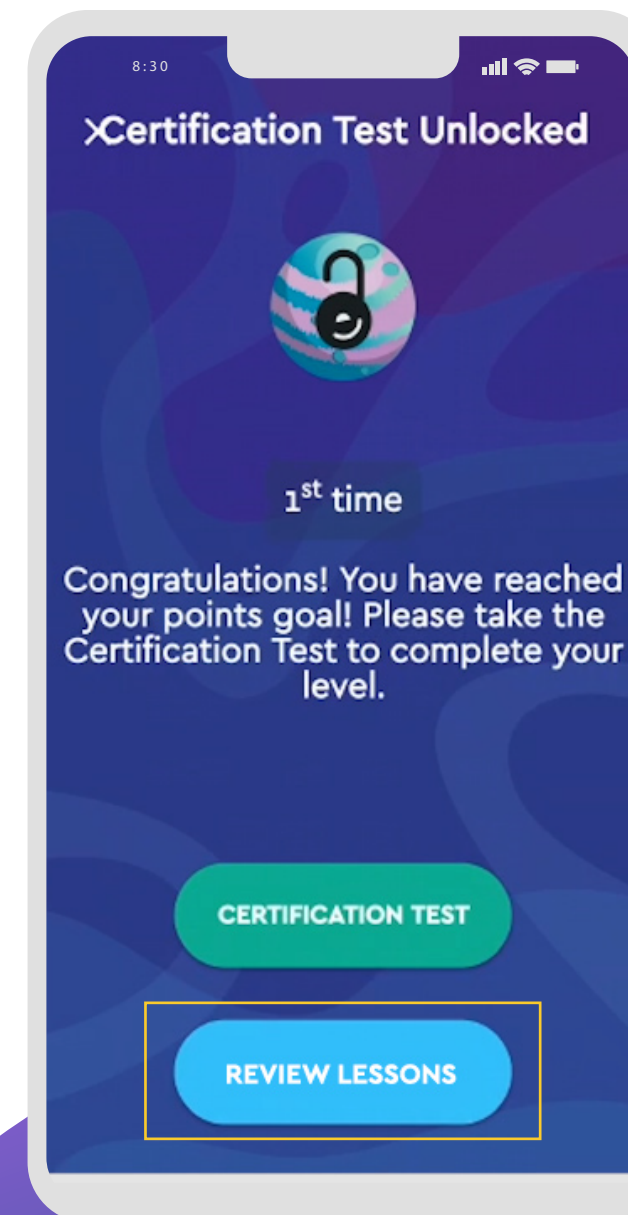 8:30
Certification Test Unlocked
1st time
Congratulations! You have reached
your points goal! Please take the
Certification Test to complete your
level.
CERTIFICATION TEST
REVIEW LESSONS